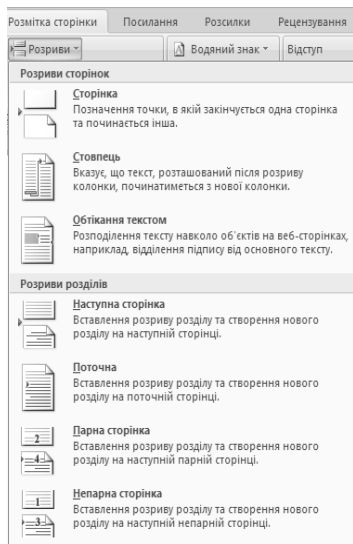 Розмітка сторінки Посилання Розсилки Рецензування
Розриви Водяний знак Відступ
Розриви сторінок
Сторінка
Позначення точки, в якій закінчується одна сторінка
та починається інша.
Стовпець
Вказує, що текст, розташований після розриву
колонки, починатиметься з нової колонки.
Обтікання текстом
Розподілення тексту навколо об'єктів на веб-сторінках,
наприклад, відділення підпису від основного тексту.
Розриви розділів
Наступна сторінка
Вставлення розриву розділу та створення нового
розділу на наступній сторінці.
Поточна
Вставлення розриву розділу та створення нового
розділу на поточній сторінці.
Парна сторінка
Вставлення розриву розділу та створення нового
розділу на наступній парній сторінці.
Непарна сторінка
Вставлення розриву розділу та створення нового
розділу на наступній непарній сторінці.